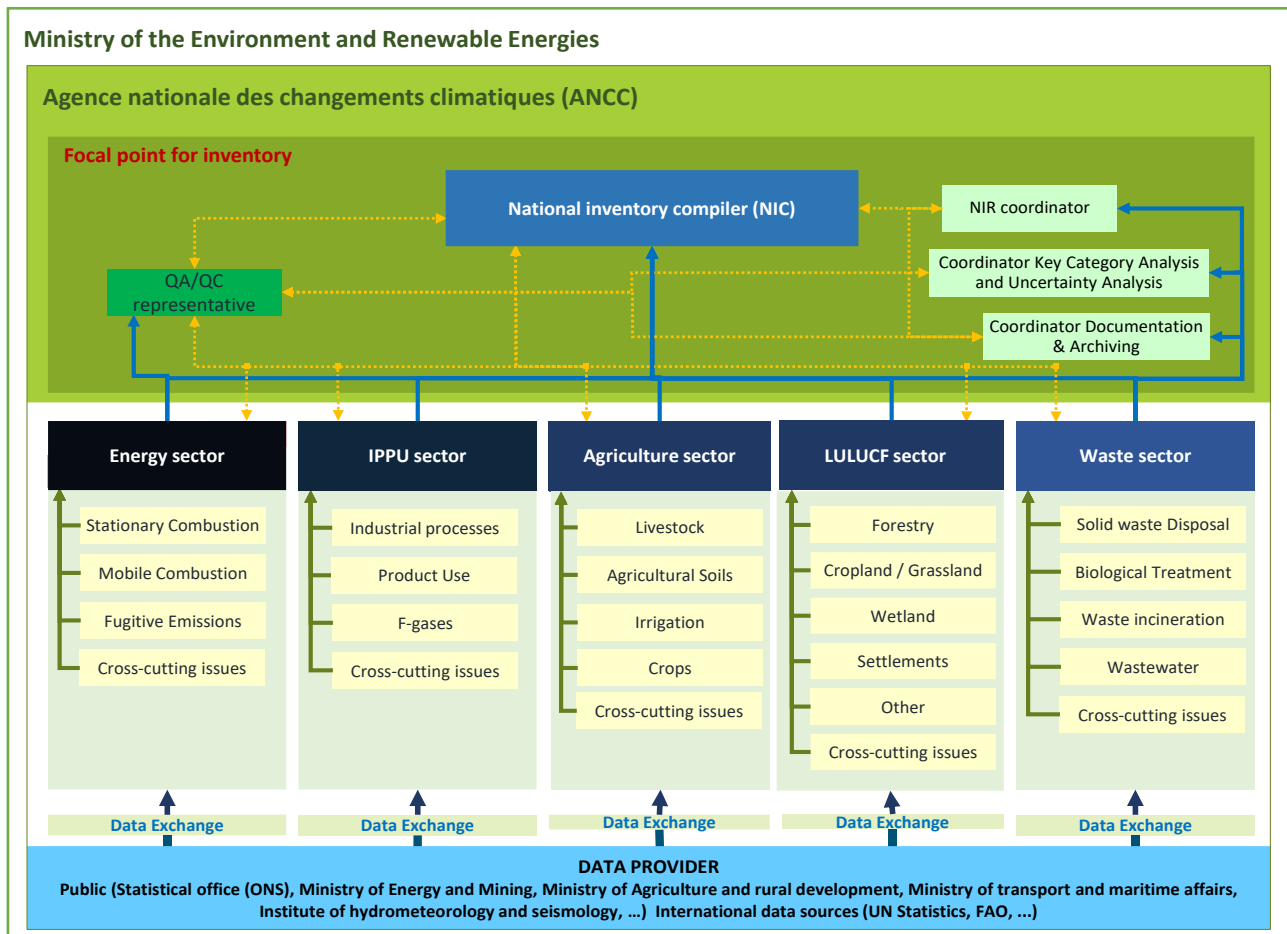 Ministry of the Environment and Renewable Energies
Agence nationale des changements climatiques (ANCC)
Focal point for inventory
National inventory compiler (NIC)
NIR coordinator
QA/QC
representative
Coordinator Key Category Analysis
and Uncertainty Analysis
Coordinator Documentation
& Archiving
Energy sector
Stationary Combustion
Mobile Combustion
Fugitive Emissions
Cross-cutting issues
IPPU sector
Industrial processes
Product Use
F-gases
Cross-cutting issues
Agriculture sector
Livestock
Agricultural Soils
Irrigation
Crops
Cross-cutting issues
LULUCF sector
Forestry
Cropland / Grassland
Wetland
Settlements
Other
Cross-cutting issues
Waste sector
Solid waste Disposal
Biological Treatment
Waste incineration
Wastewater
Cross-cutting issues
Data Exchange
Data Exchange
Data Exchange
Data Exchange
Data Exchange
DATA PROVIDER
Public (Statistical office (ONS), Ministry of Energy and Mining, Ministry of Agriculture and rural development, Ministry of transport and maritime affairs,
Institute of hydrometeorology and seismology, …) International data sources (UN Statistics, FAO, ...)